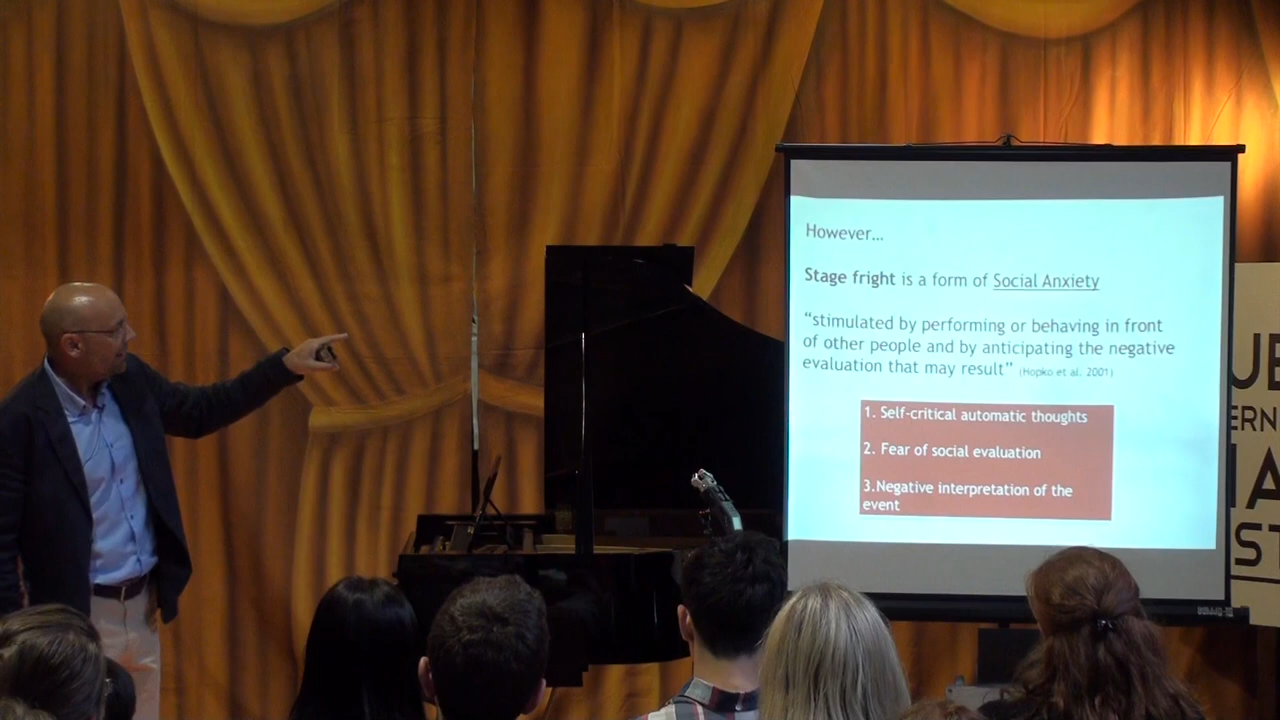 However...
Stage fright is a form of Social Anxiety
“stimulated by performing or behaving in front
of other people and by anticipating the negative
evaluation that may result” (Hopko et al. 2001)
1. Self-critical automatic thoughts
2. Fear of social evaluation
3.Negative interpretation of the
event
UE
ERN
IA
ST